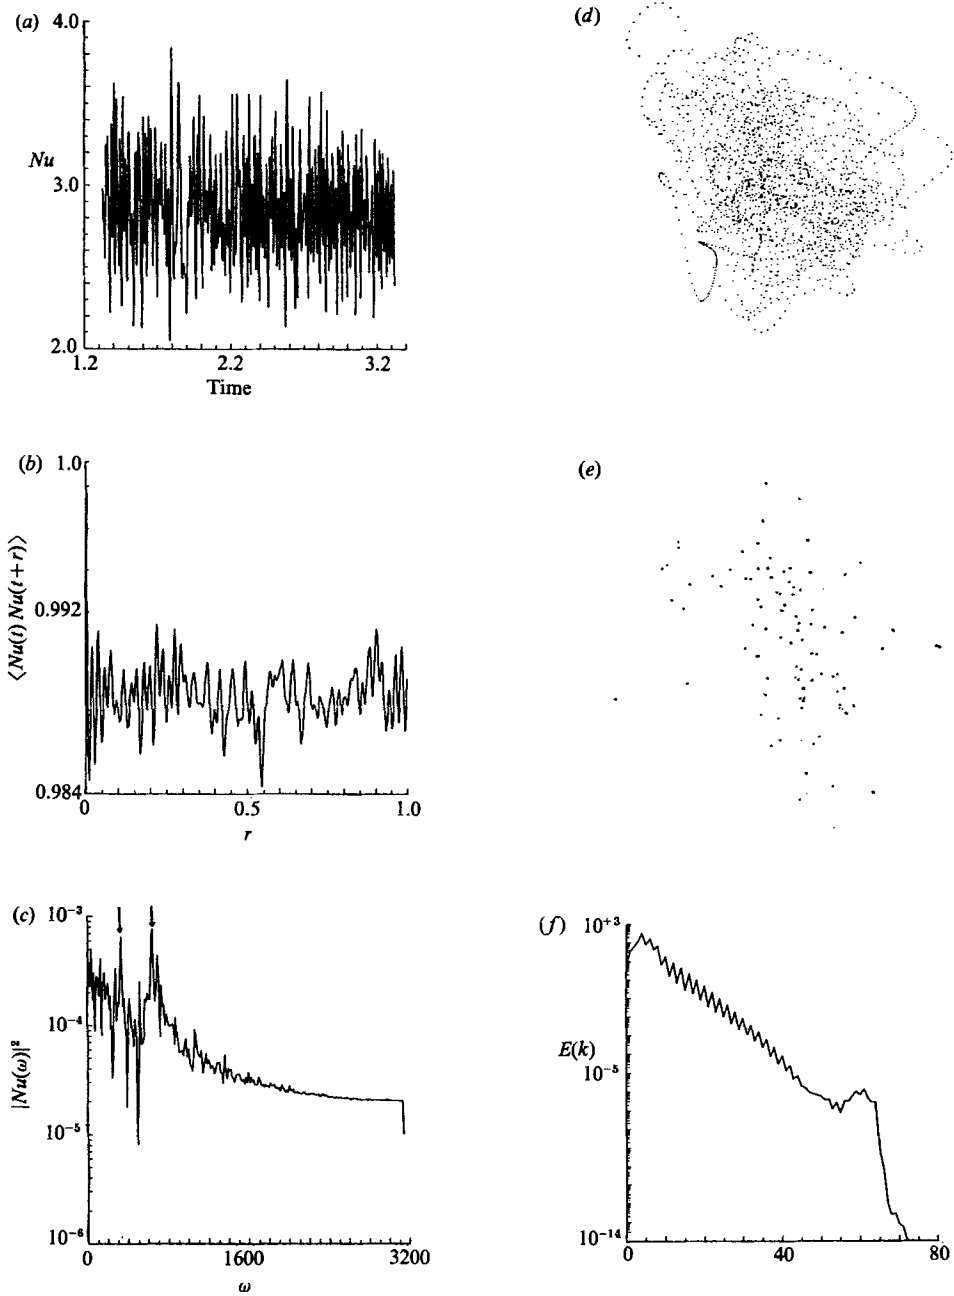 (a)
4.0
Nu
3.0
2.0
1.2
2.2
3.2
Time
(d)
(b)
1.0
⟨Nu(t) Nu(t+r)⟩
0.992
0.984
0
0.5
1.0
r
(e)
(c)
10⁻³
10⁻⁴
|Nu(ω)|²
10⁻⁵
10⁻⁶
0
1600
3200
ω
(f)
10⁺³
E(k)
10⁻⁵
10⁻¹⁴
0
40
80